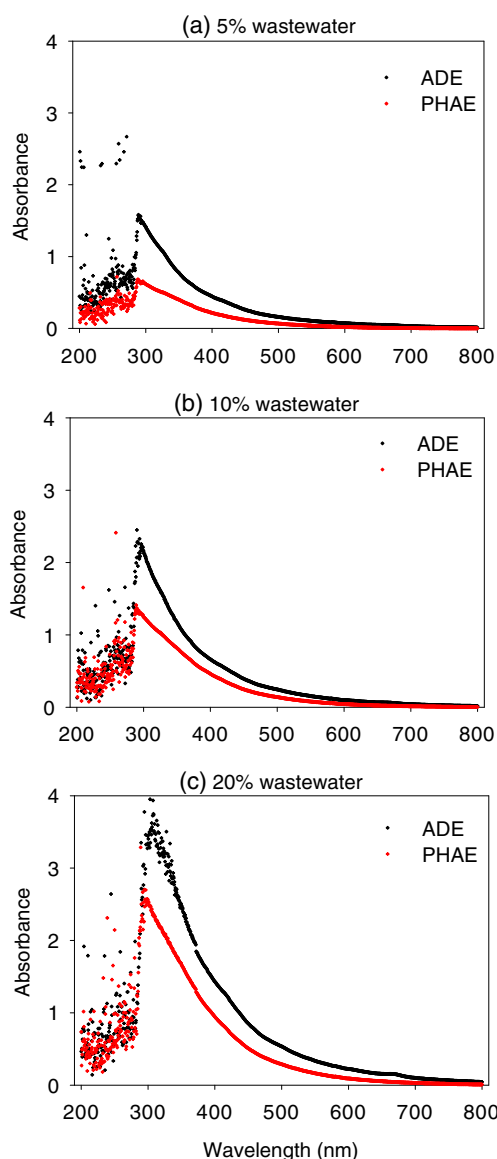 (a) 5% wastewater
4
ADE
PHAE
3
2
1
0
Absorbance
200 300 400 500 600 700 800
(b) 10% wastewater
4
ADE
PHAE
3
2
1
0
Absorbance
200 300 400 500 600 700 800
(c) 20% wastewater
4
ADE
PHAE
3
2
1
0
Absorbance
200 300 400 500 600 700 800
Wavelength (nm)